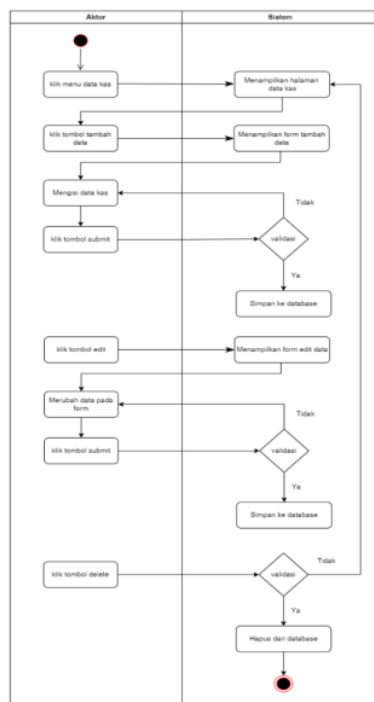 Aktor
Sistem
klik menu data kas
Menampilkan halaman
data kas
klik tombol tambah
data
Menampilkan form tambah
data
Mengisi data kas
Tidak
klik tombol submit
validasi
Ya
Simpan ke database
klik tombol edit
Menampilkan form edit data
Merubah data pada
form
Tidak
klik tombol submit
validasi
Ya
Simpan ke database
klik tombol delete
validasi
Tidak
Ya
Hapus dari database